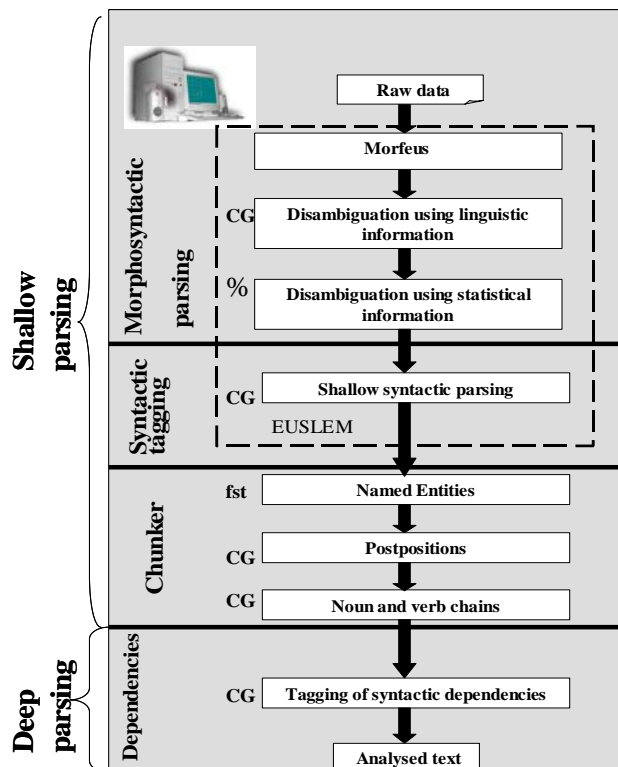 Shallow
parsing
Morphosyntactic
parsing
Raw data
Morfeus
CG
Disambiguation using linguistic
information
%
Disambiguation using statistical
information
Syntactic
tagging
CG
Shallow syntactic parsing
EUSLEM
Chunker
fst
Named Entities
CG
Postpositions
CG
Noun and verb chains
Deep
parsing
Dependencies
CG
Tagging of syntactic dependencies
Analysed text